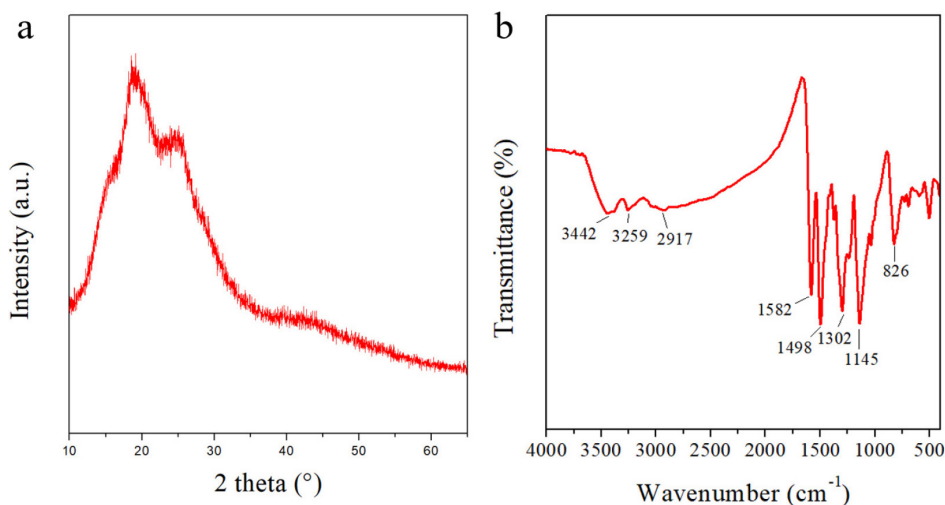 a
Intensity (a.u.)
10 20 30 40 50 60
2 theta (°)
b
Transmittance (%)
3442
3259
2917
1582
1498
1302
1145
826
4000 3500 3000 2500 2000 1500 1000 500
Wavenumber (cm⁻¹)